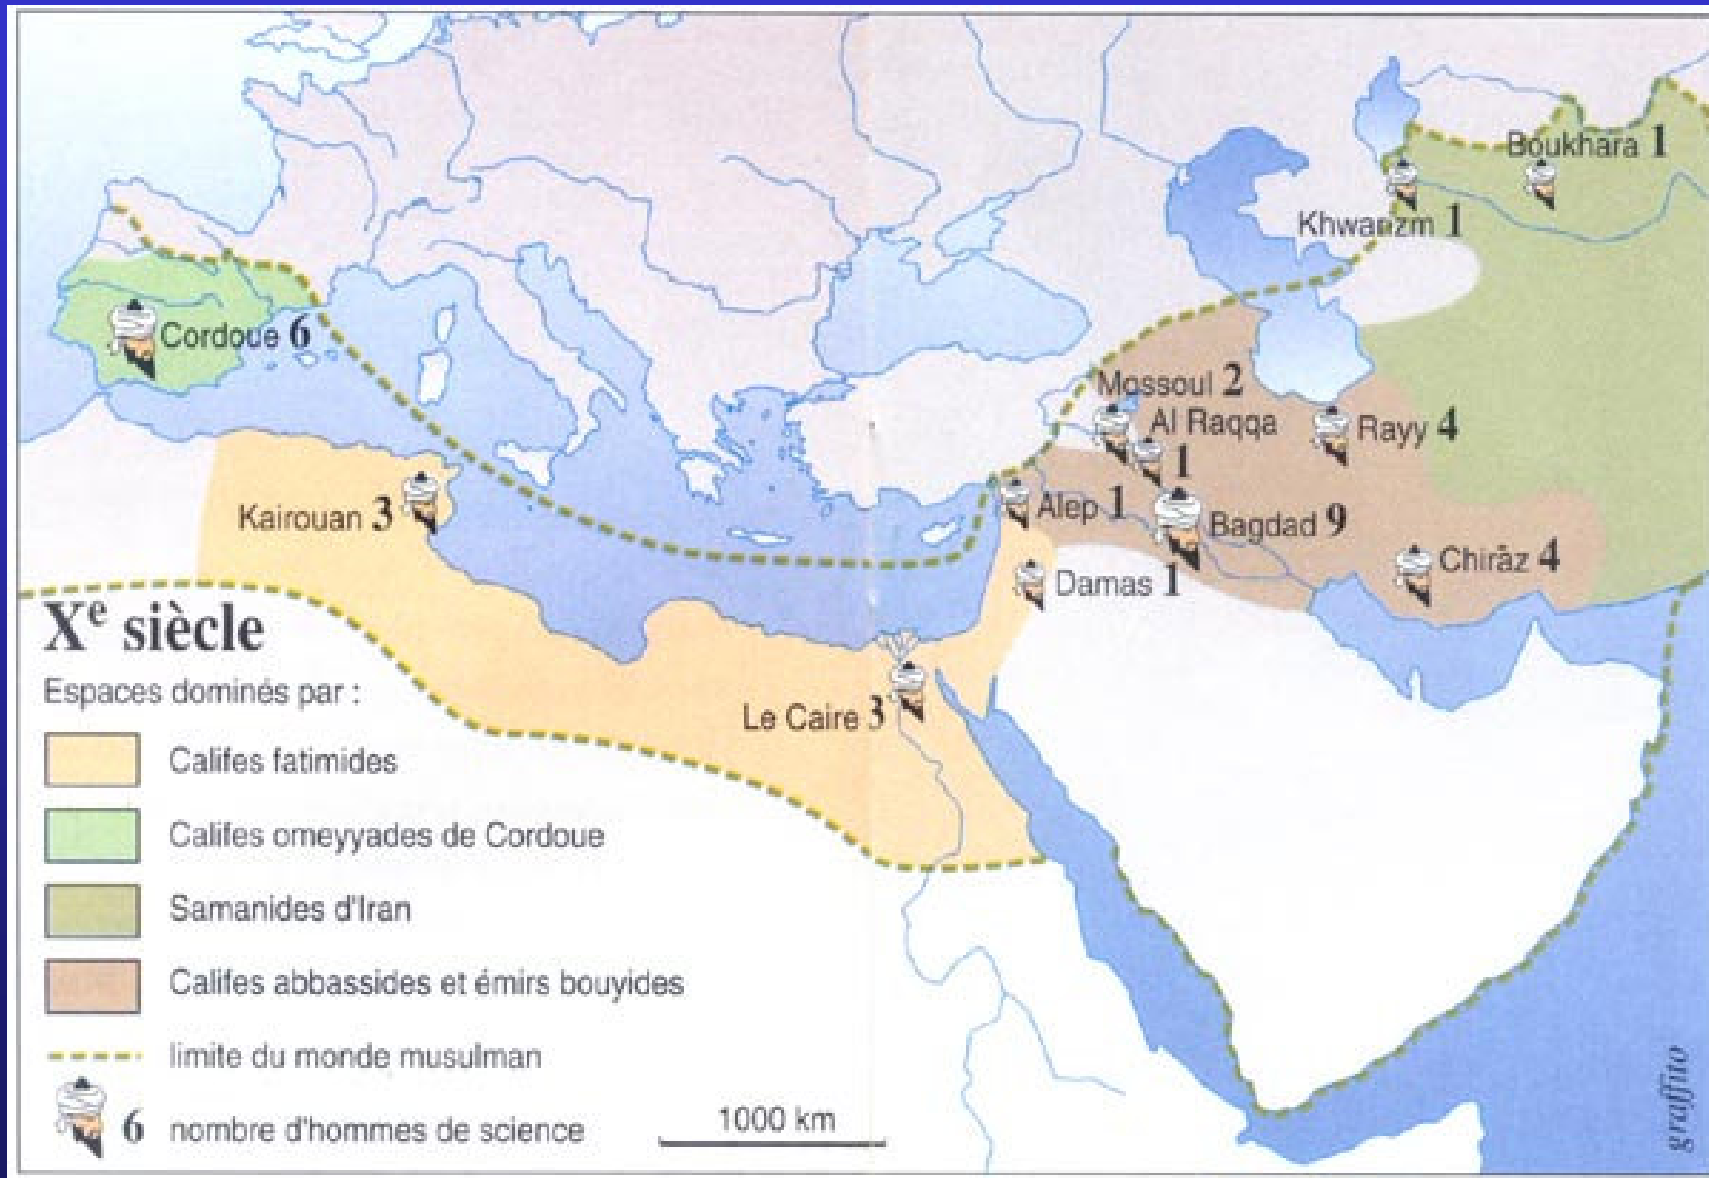 Boukhara 1
Khwarizm 1
Cordoue 6
Mossoul 2
Al Raqqa
1
Rayy 4
Kairouan 3
Alep 1
Bagdad 9
Chirâz 4
Damas 1
Le Caire 3
Xe siècle
Espaces dominés par :
Califes fatimides
Califes omeyyades de Cordoue
Samanides d'Iran
Califes abbassides et émirs bouyides
limite du monde musulman
6 nombre d'hommes de science
1000 km
graffito